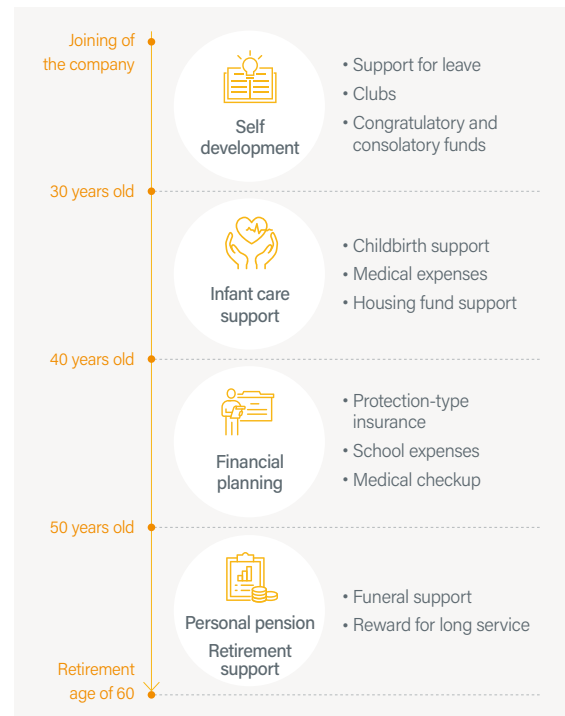 Joining of
the company
Self
development
• Support for leave
• Clubs
• Congratulatory and
consolatory funds
30 years old
Infant care
support
• Childbirth support
• Medical expenses
• Housing fund support
40 years old
Financial
planning
• Protection-type
insurance
• School expenses
• Medical checkup
50 years old
Personal pension
Retirement
support
• Funeral support
• Reward for long service
Retirement
age of 60